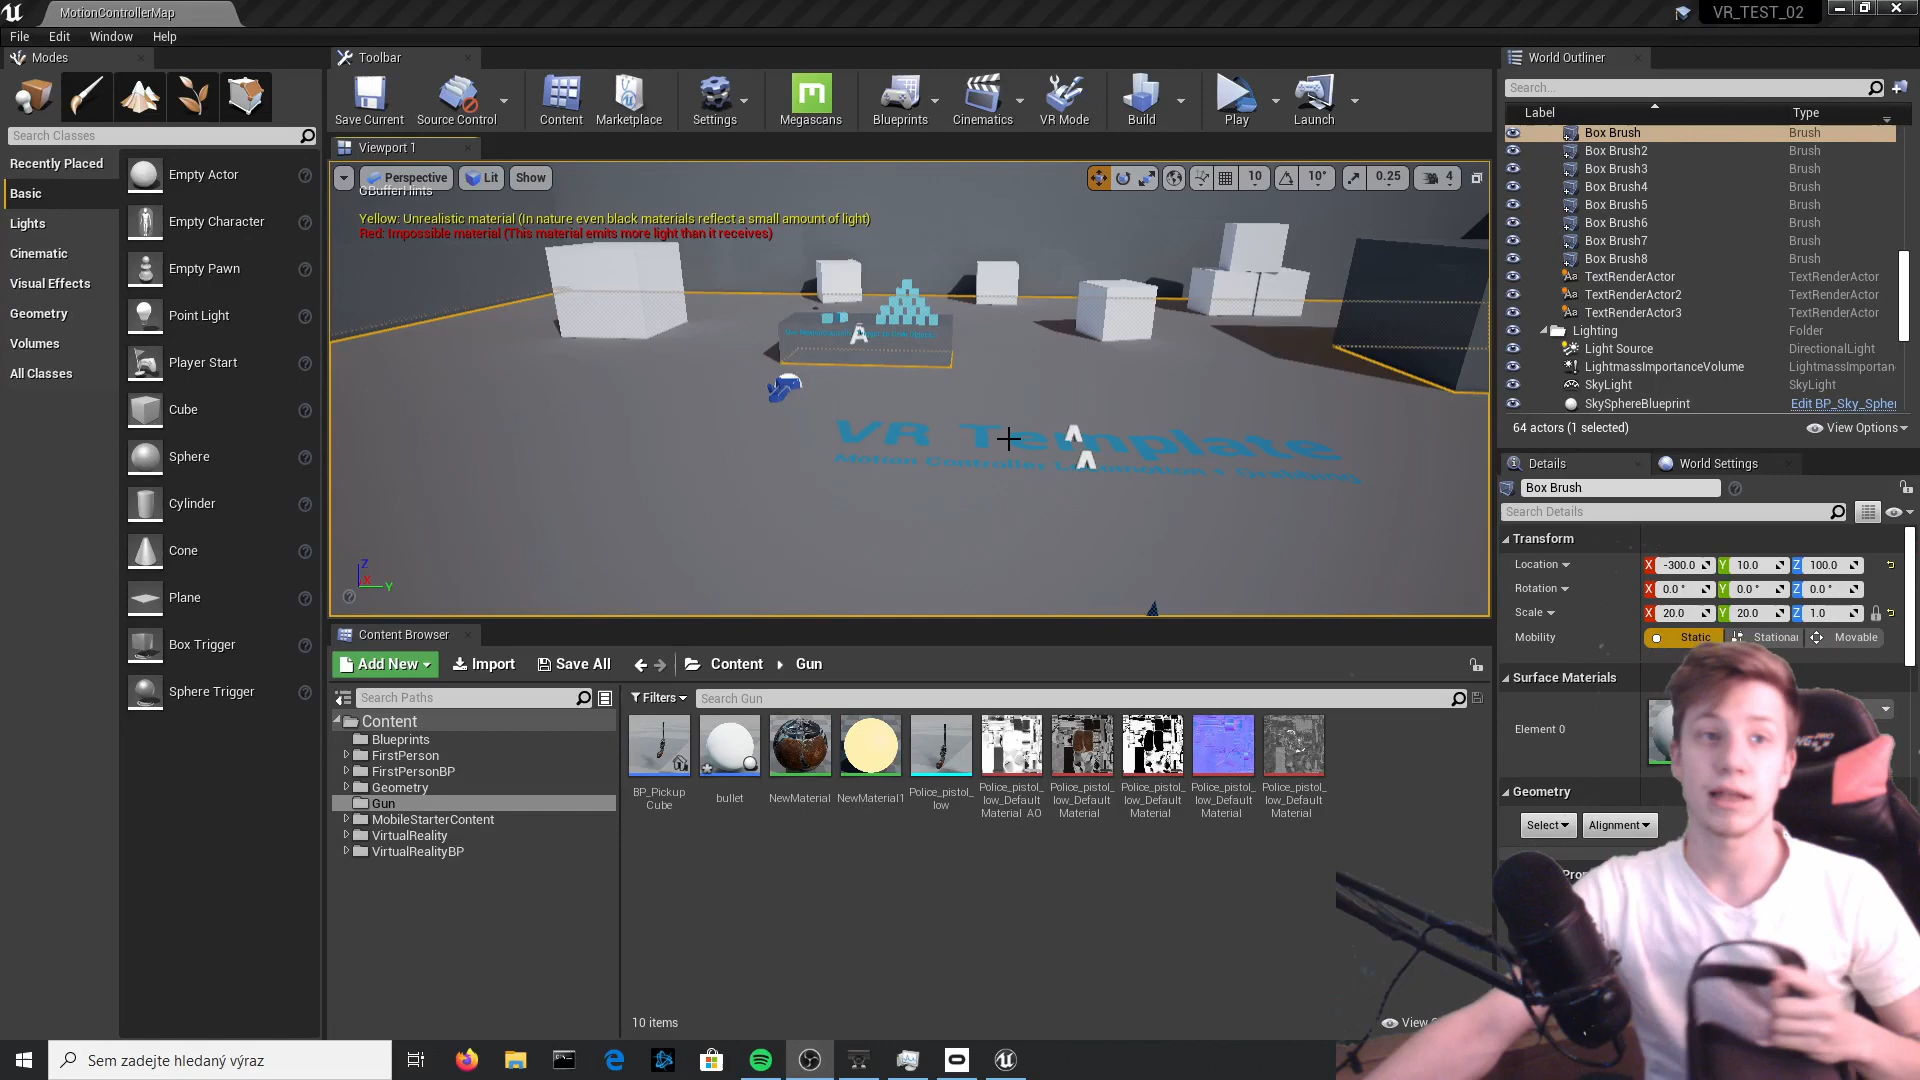 MotionControllerMap
VR_TEST_02
File Edit Window Help
Modes
Search Classes
Recently Placed
Basic
Lights
Cinematic
Visual Effects
Geometry
Volumes
All Classes
Empty Actor
Empty Character
Empty Pawn
Point Light
Player Start
Cube
Sphere
Cylinder
Cone
Plane
Box Trigger
Sphere Trigger
Toolbar
Save Current
Source Control
Content
Marketplace
Settings
Megascans
Blueprints
Cinematics
VR Mode
Build
Play
Launch
Viewport 1
Perspective Lit Show
10 10° 0.25 4
GBufferHints
Yellow: Unrealistic material (In nature even black materials reflect a small amount of light)
Red: Impossible material (This material emits more light than it receives)
VR Template
Z
X
Y
Content Browser
Add New Import Save All Content Gun
Search Paths
Filters Search Gun
Content
Blueprints
FirstPerson
FirstPersonBP
Geometry
Gun
MobileStarterContent
VirtualReality
VirtualRealityBP
BP_Pickup
Cube
bullet
NewMaterial
NewMaterial1
Police_pistol_
low
Police_pistol_
low_Default
Material_AO
Police_pistol_
low_Default
Material
Police_pistol_
low_Default
Material
Police_pistol_
low_Default
Material
Police_pistol_
low_Default
Material
10 items
World Outliner
Search...
Label Type
Box Brush Brush
Box Brush2 Brush
Box Brush3 Brush
Box Brush4 Brush
Box Brush5 Brush
Box Brush6 Brush
Box Brush7 Brush
Box Brush8 Brush
TextRenderActor TextRenderActor
TextRenderActor2 TextRenderActor
TextRenderActor3 TextRenderActor
Lighting Folder
Light Source DirectionalLight
LightmassImportanceVolume LightmassImportan
SkyLight SkyLight
SkySphereBlueprint Edit BP_Sky_Spher
64 actors (1 selected)
View Options
Details
World Settings
Box Brush
Search Details
Transform
Location X -300.0 Y 10.0 Z 100.0
Rotation X 0.0 ° Y 0.0 ° Z 0.0 °
Scale X 20.0 Y 20.0 Z 1.0
Mobility Static Stationar Movable
Surface Materials
Element 0
Geometry
Select Alignment
Sem zadejte hledaný výraz